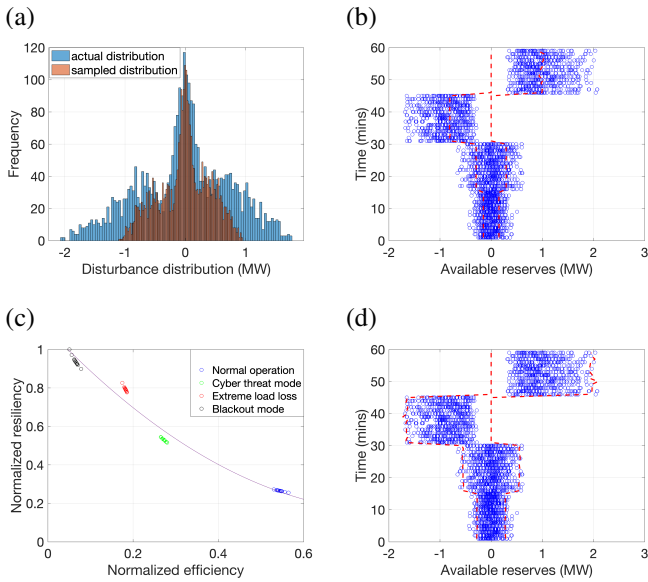 (a)
120
100
80
60
40
20
0
Frequency
actual distribution
sampled distribution
-2 -1 0 1
Disturbance distribution (MW)
(b)
60
50
40
30
20
10
0
Time (mins)
-2 -1 0 1 2 3
Available reserves (MW)
(c)
1
0.8
0.6
0.4
0.2
0
Normalized resiliency
Normal operation
Cyber threat mode
Extreme load loss
Blackout mode
0 0.2 0.4 0.6
Normalized efficiency
(d)
60
50
40
30
20
10
0
Time (mins)
-2 -1 0 1 2 3
Available reserves (MW)